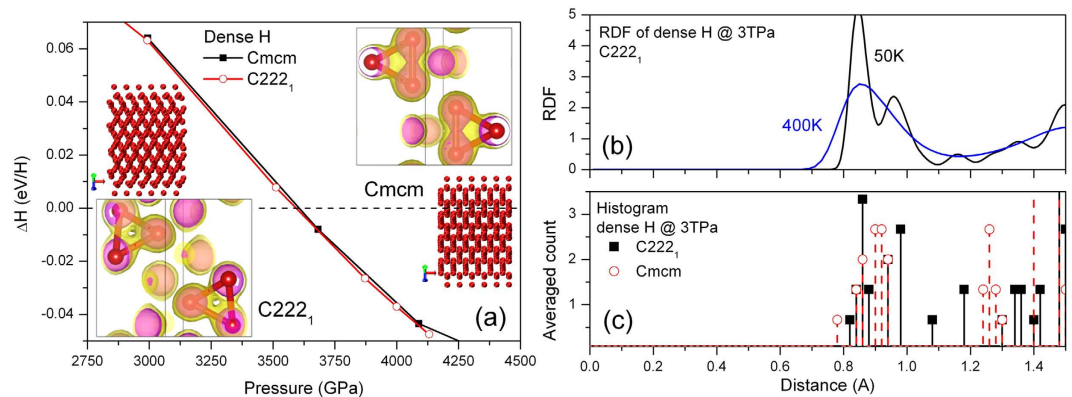 0.06
0.04
0.02
0.00
-0.02
-0.04
ΔH (eV/H)
2750
3000
3250
3500
3750
4000
4250
4500
Pressure (GPa)
Dense H
Cmcm
C222₁
Cmcm
C222₁
(a)
5
4
3
2
1
0
RDF
RDF of dense H @ 3TPa
C222₁
50K
400K
(b)
3
2
1
Averaged count
Histogram
dense H @ 3TPa
C222₁
Cmcm
(c)
0.0
0.2
0.4
0.6
0.8
1.0
1.2
1.4
Distance (A)